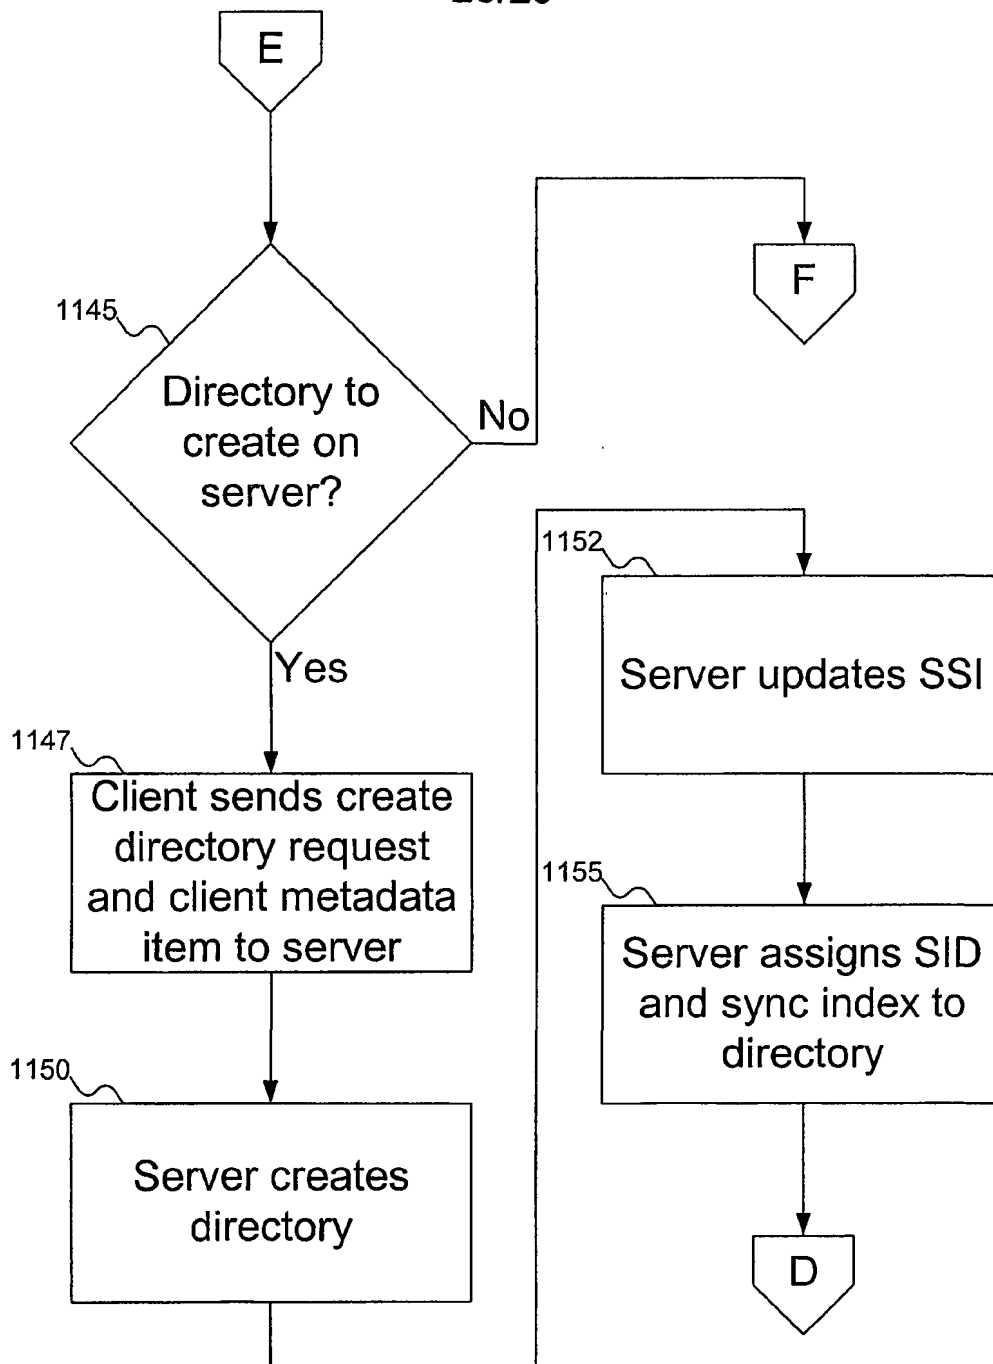 E
1145
Directory to
create on
server?
No
F
Yes
1147
Client sends create
directory request
and client metadata
item to server
1150
Server creates
directory
1152
Server updates SSI
1155
Server assigns SID
and sync index to
directory
D